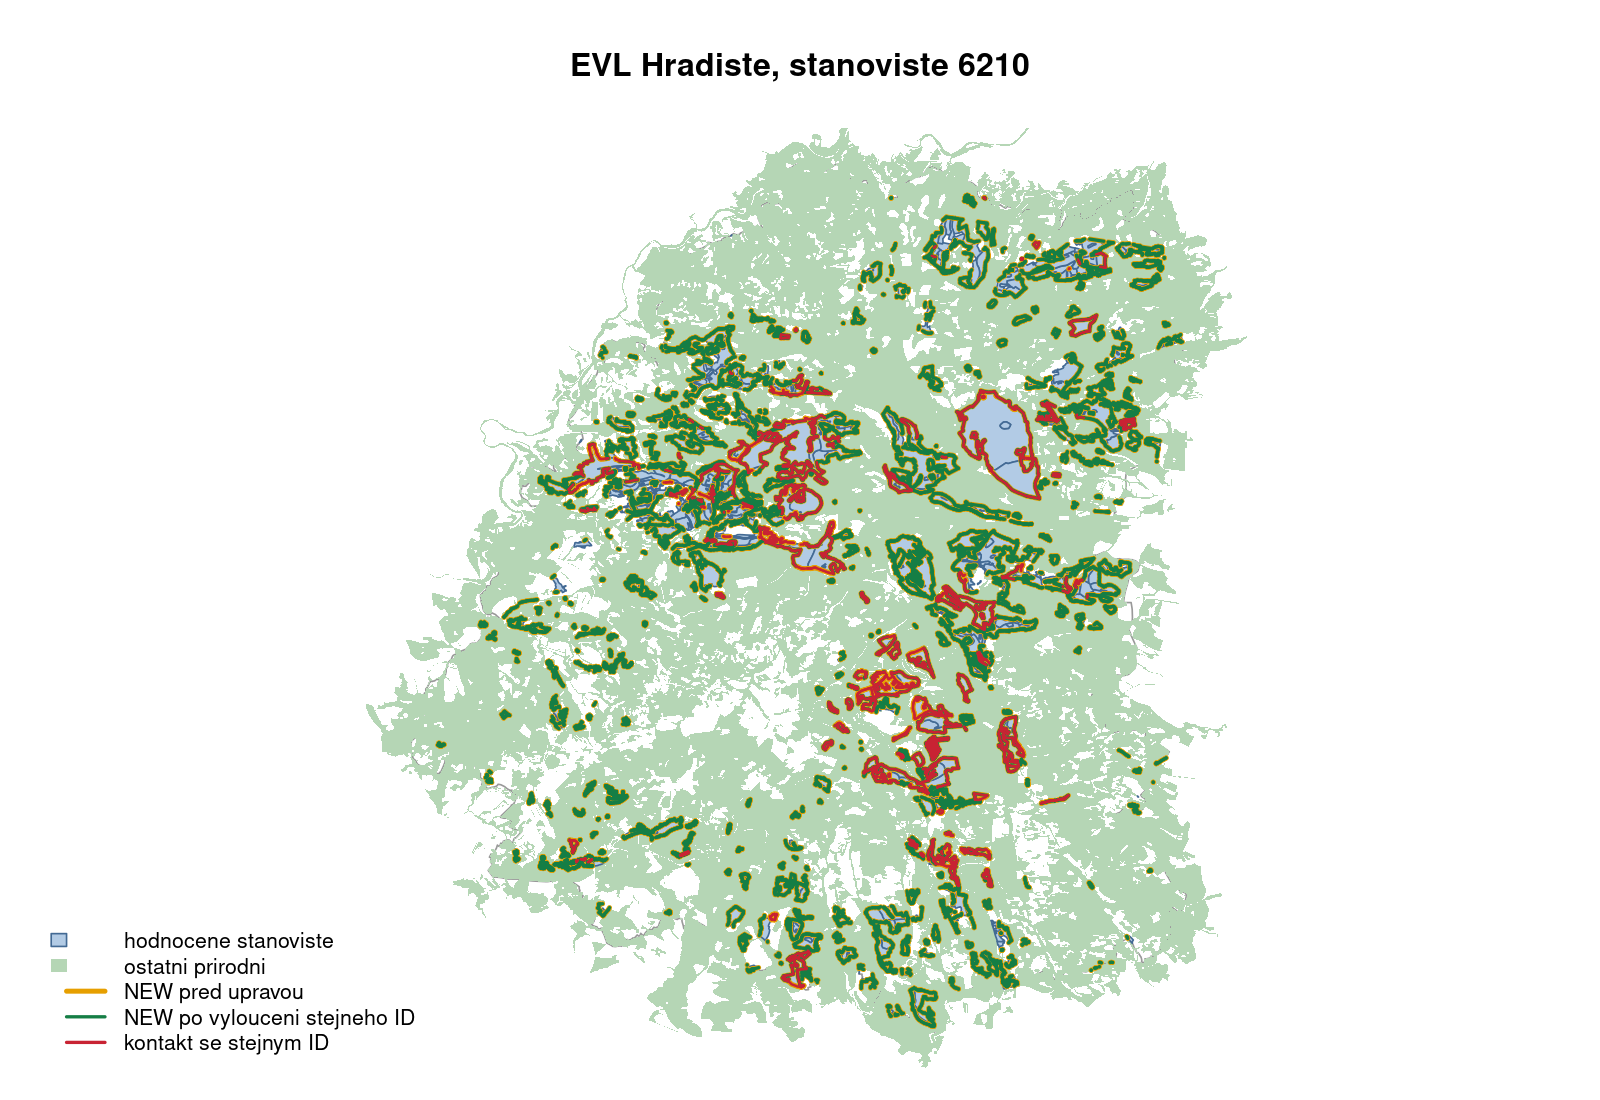 EVL Hradiste, stanoviste 6210
hodnocene stanoviste
ostatni prirodni
NEW pred upravou
NEW po vylouceni stejneho ID
kontakt se stejnym ID